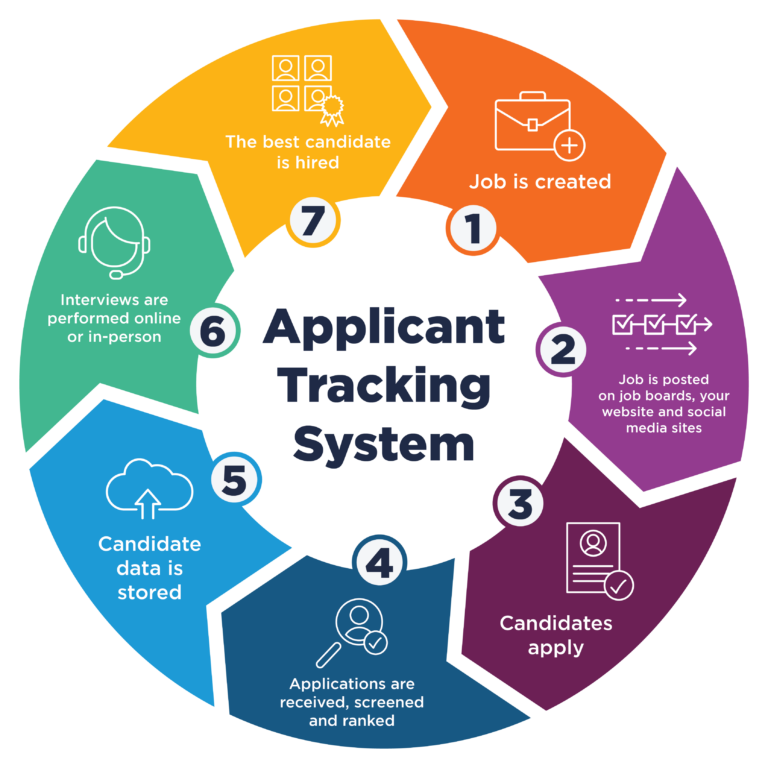 Applicant
Tracking
System
1
Job is created
2
Job is posted
on job boards, your
website and social
media sites
3
Candidates
apply
4
Applications are
received, screened
and ranked
5
Candidate
data is
stored
6
Interviews are
performed online
or in-person
7
The best candidate
is hired